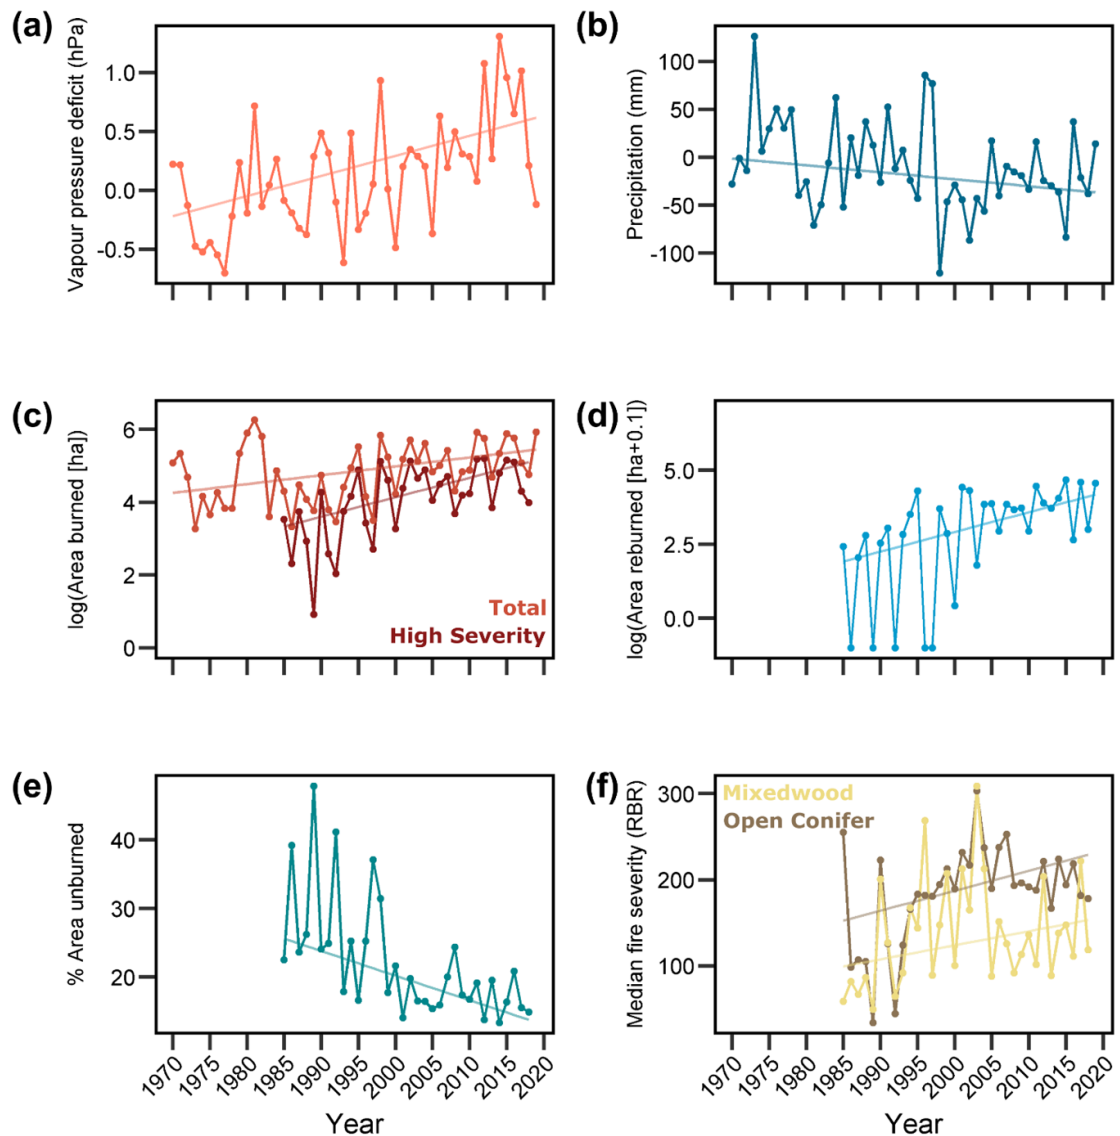 (a)
Vapour pressure deficit (hPa)
1.0
0.5
0.0
-0.5
(b)
Precipitation (mm)
100
50
0
-50
-100
(c)
log(Area burned [ha])
6
4
2
0
Total
High Severity
(d)
log(Area reburned [ha+0.1])
5.0
2.5
0.0
(e)
% Area unburned
40
30
20
1970 1975 1980 1985 1990 1995 2000 2005 2010 2015 2020
Year
(f)
Median fire severity (RBR)
300
200
100
Mixedwood
Open Conifer
1970 1975 1980 1985 1990 1995 2000 2005 2010 2015 2020
Year